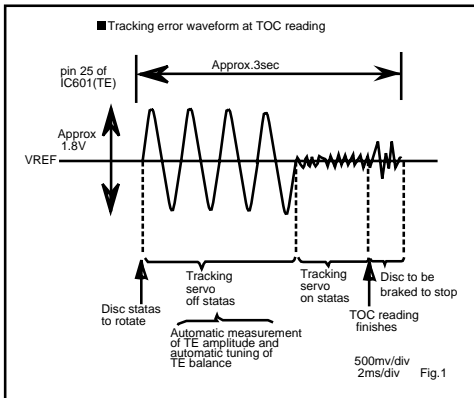 ■ Tracking error waveform at TOC reading
pin 25 of
IC601(TE)
Approx.3sec
Approx
1.8V
VREF
Tracking
servo
off statas
Tracking
servo
on statas
Disc to be
braked to stop
Disc statas
to rotate
TOC reading
finishes
Automatic measurement
of TE amplitude and
automatic tuning of
TE balance
500mv/div
2ms/div
Fig.1